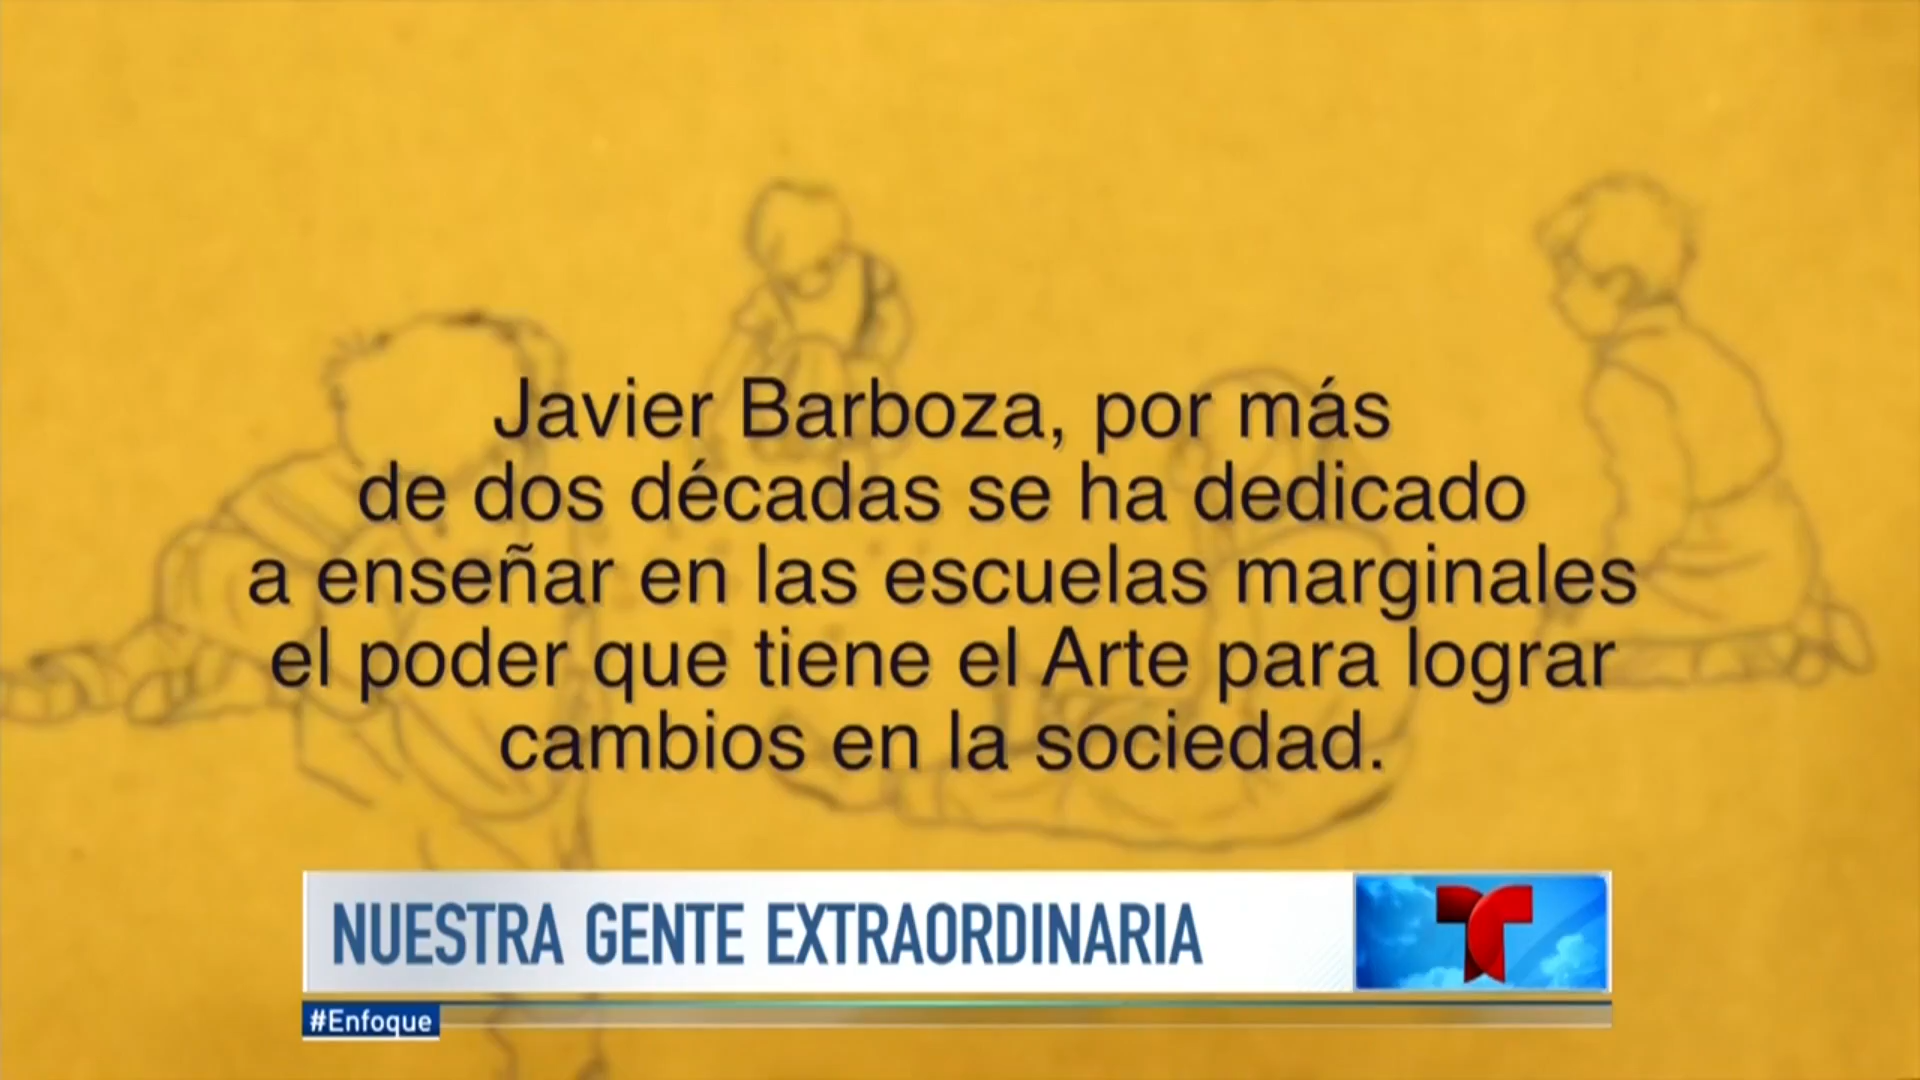 Javier Barboza, por más
de dos décadas se ha dedicado
a enseñar en las escuelas marginales
el poder que tiene el Arte para lograr
cambios en la sociedad.
NUESTRA GENTE EXTRAORDINARIA
#Enfoque